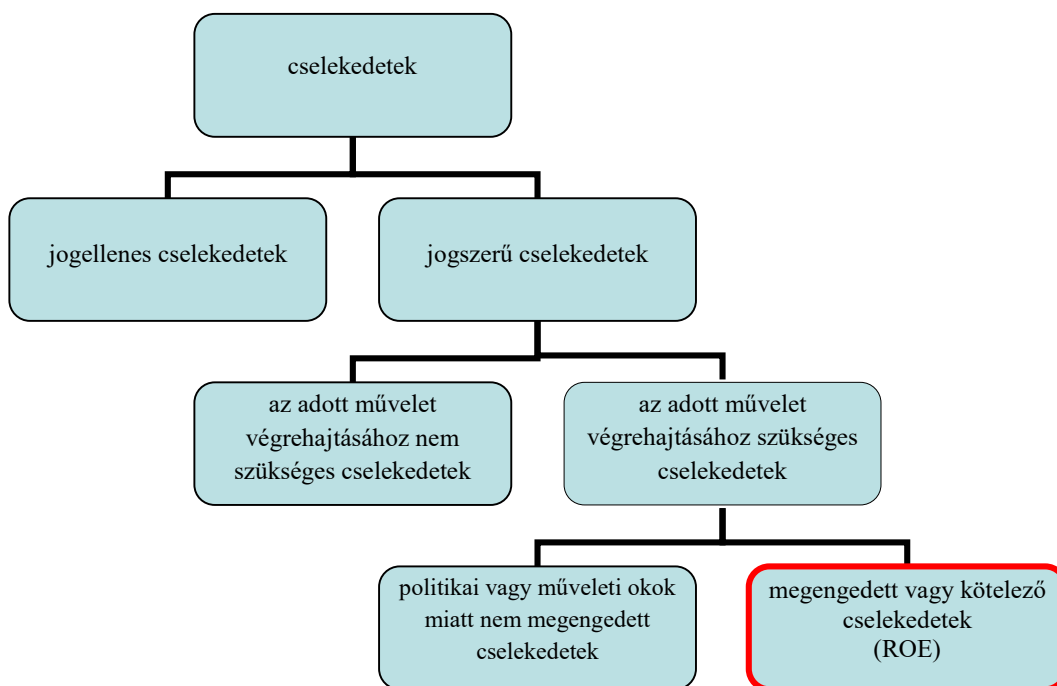 cselekedetek
jogellenes cselekedetek
jogszerű cselekedetek
az adott művelet
végrehajtásához nem
szükséges cselekedetek
az adott művelet
végrehajtásához szükséges
cselekedetek
politikai vagy műveleti okok
miatt nem megengedett
cselekedetek
megengedett vagy kötelező
cselekedetek
(ROE)